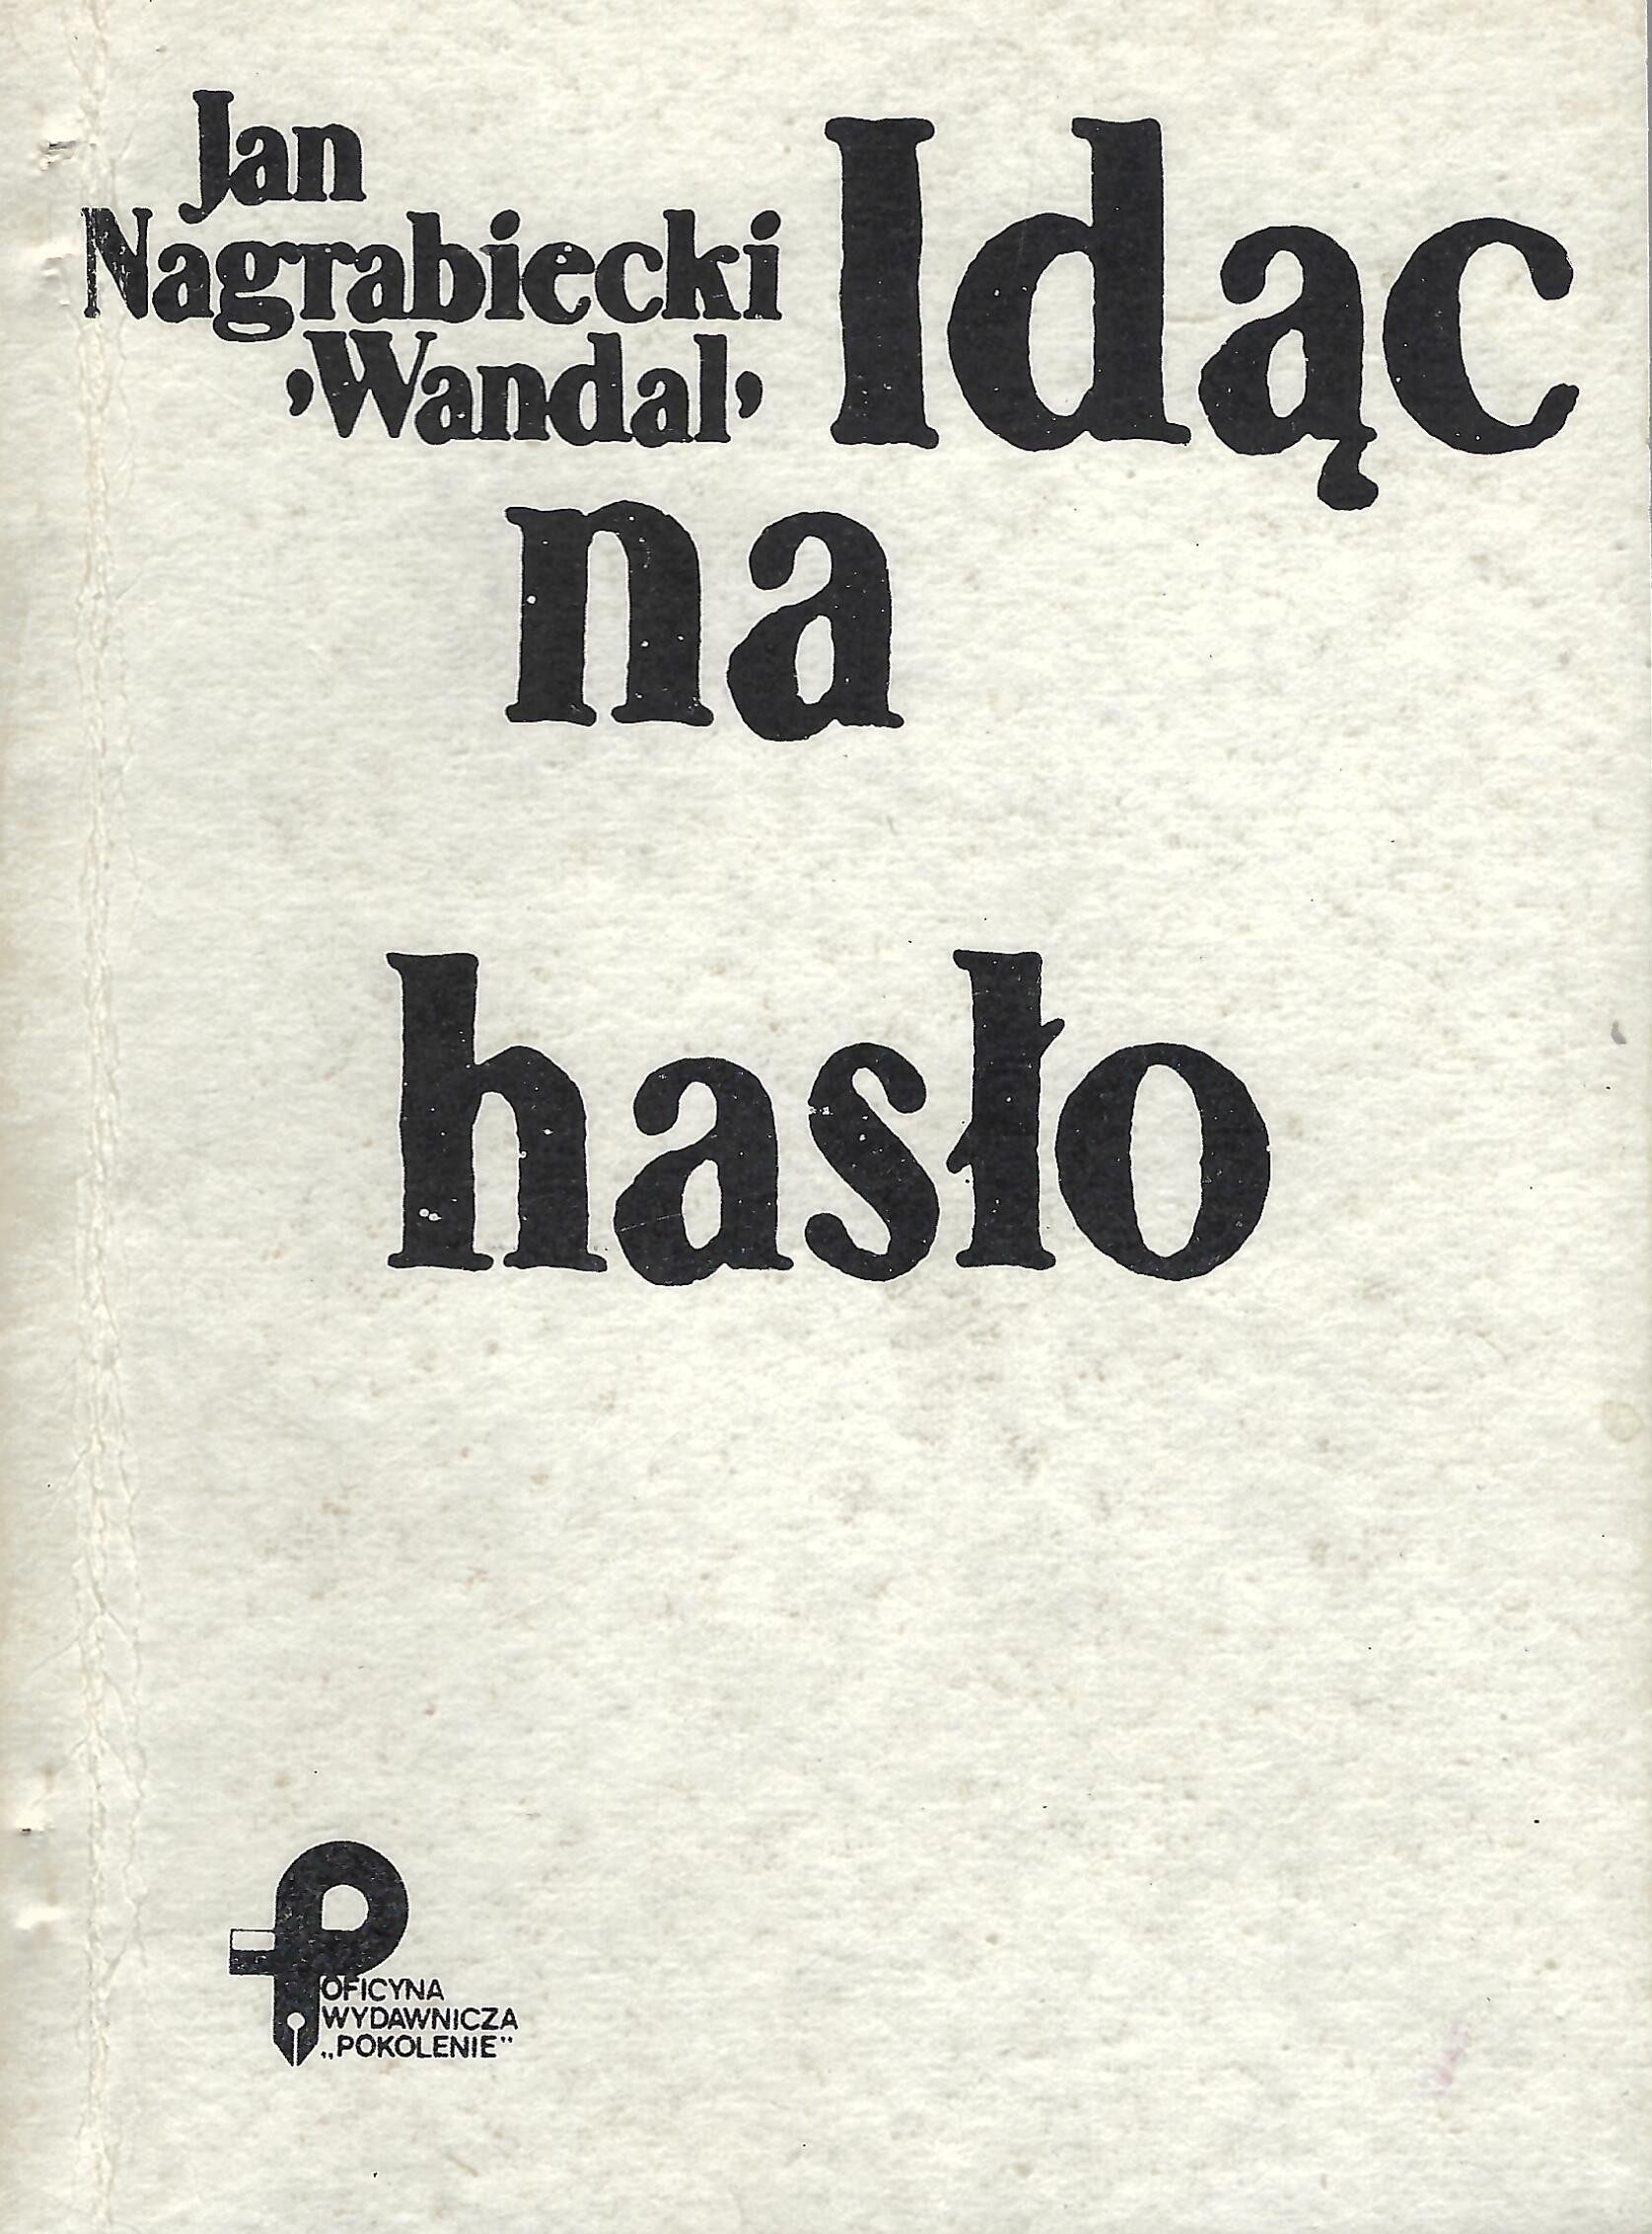 Jan
Nagrabiecki
’Wandal’
Idąc
na
hasło
OFICYNA
WYDAWNICZA
„POKOLENIE”